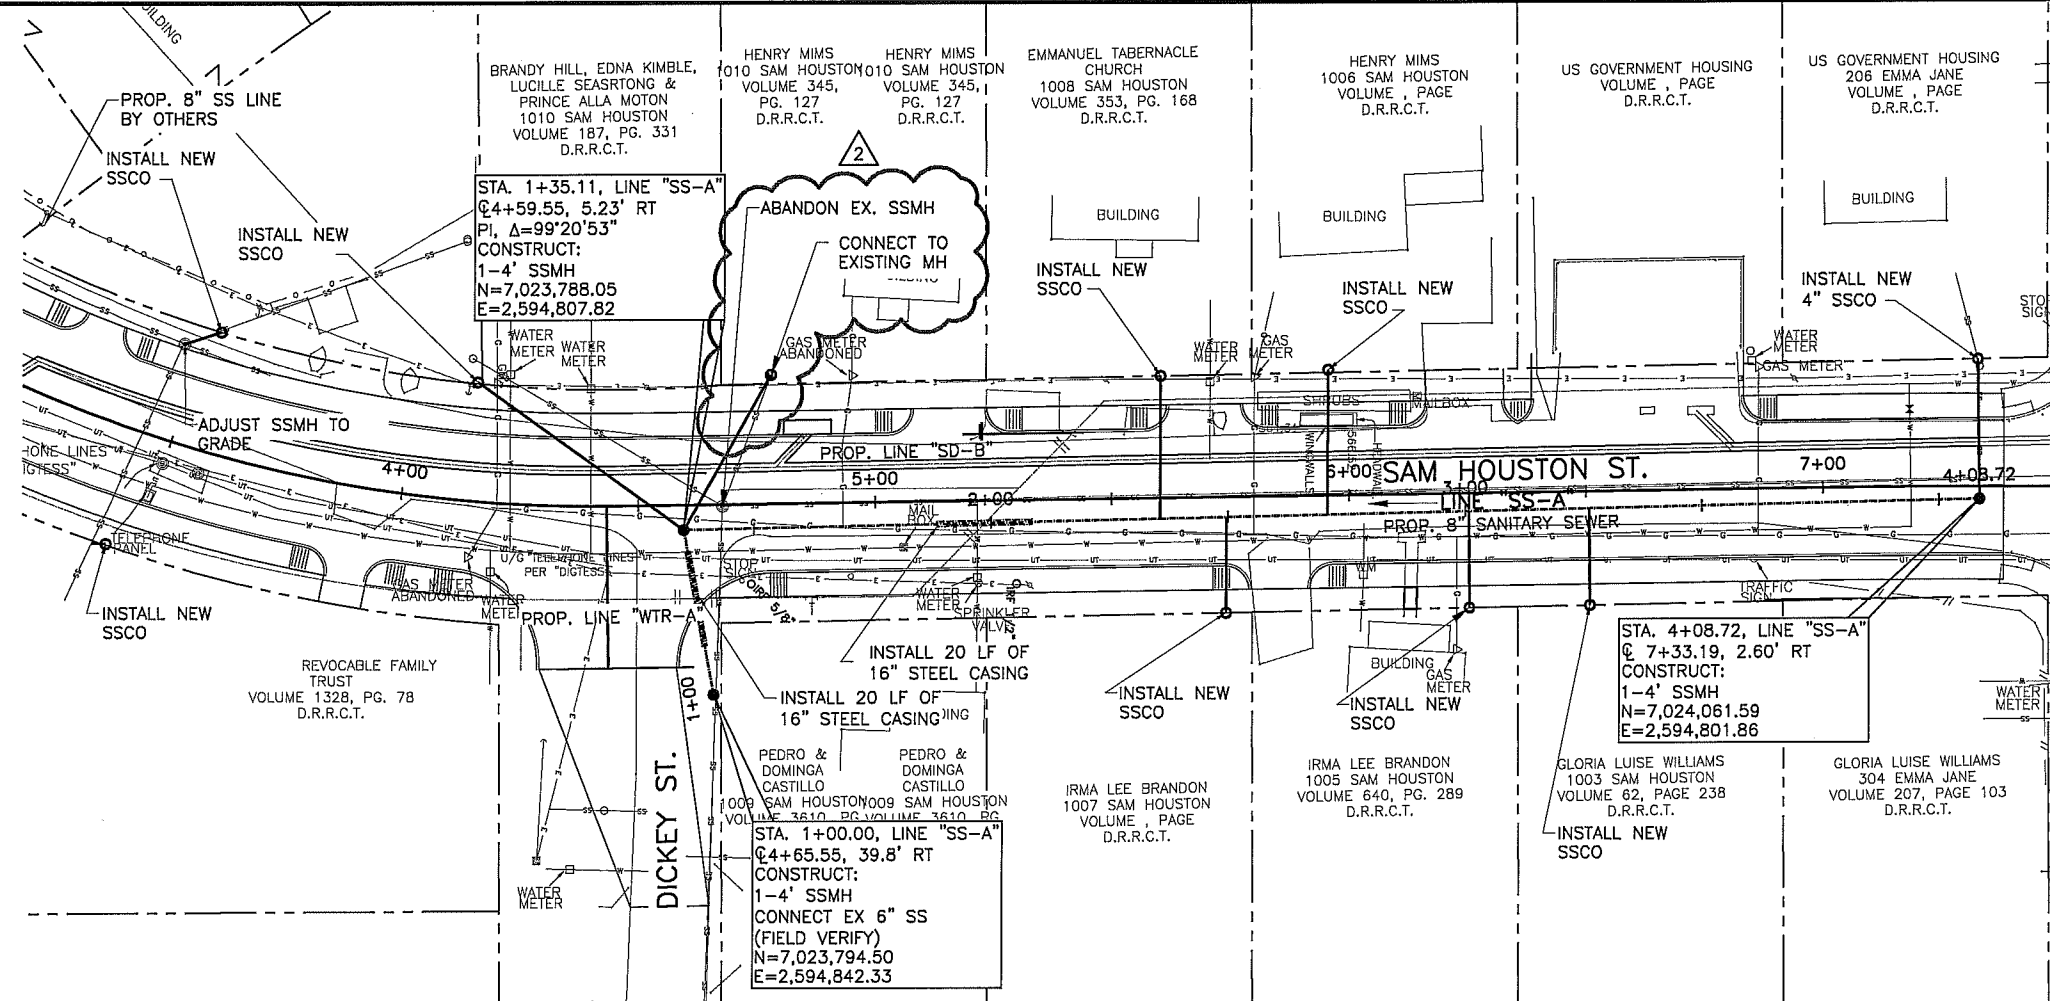 BUILDING
PROP. 8" SS LINE
BY OTHERS
INSTALL NEW
SSCO
INSTALL NEW
SSCO
BRANDY HILL, EDNA KIMBLE,
LUCILLE SEASRTONG &
PRINCE ALLA MOTON
1010 SAM HOUSTON
VOLUME 187, PG. 331
D.R.R.C.T.
HENRY MIMS
1010 SAM HOUSTON
VOLUME 345,
PG. 127
D.R.R.C.T.
HENRY MIMS
1010 SAM HOUSTON
VOLUME 345,
PG. 127
D.R.R.C.T.
EMMANUEL TABERNACLE
CHURCH
1008 SAM HOUSTON
VOLUME 353, PG. 168
D.R.R.C.T.
HENRY MIMS
1006 SAM HOUSTON
VOLUME , PAGE
D.R.R.C.T.
US GOVERNMENT HOUSING
VOLUME , PAGE
D.R.R.C.T.
US GOVERNMENT HOUSING
206 EMMA JANE
VOLUME , PAGE
D.R.R.C.T.
STA. 1+35.11, LINE "SS-A"
℄4+59.55, 5.23' RT
PI, Δ=99°20'53"
CONSTRUCT:
1-4' SSMH
N=7,023,788.05
E=2,594,807.82
2
ABANDON EX. SSMH
CONNECT TO
EXISTING MH
BUILDING
BUILDING
BUILDING
INSTALL NEW
SSCO
INSTALL NEW
SSCO
INSTALL NEW
4" SSCO
WATER
METER
WATER
METER
GAS METER
ABANDONED
WATER
METER
GAS
METER
WATER
METER
GAS METER
SHRUBS
MAILBOX
WINGWALLS
HEADWALL
ADJUST SSMH TO
GRADE
4+00
PROP. LINE "SD-B"
5+00
2+00
6+00
SAM HOUSTON ST.
3+00
LINE "SS-A"
7+00
4+08.72
PROP. 8" SANITARY SEWER
MAIL
BOX
TELEPHONE
PANEL
U/G TELEPHONE LINES
PER "DIGTESS"
STOP
SIGN
GAS METER
ABANDONED
WATER
METER
PROP. LINE "WTR-A"
WATER
METER
SPRINKLER
VALVE
WM
TRAFFIC
SIGN
INSTALL NEW
SSCO
REVOCABLE FAMILY
TRUST
VOLUME 1328, PG. 78
D.R.R.C.T.
1+00
INSTALL 20 LF OF
16" STEEL CASING
INSTALL 20 LF OF
16" STEEL CASING
INSTALL NEW
SSCO
BUILDING
GAS
METER
INSTALL NEW
SSCO
STA. 4+08.72, LINE "SS-A"
℄ 7+33.19, 2.60' RT
CONSTRUCT:
1-4' SSMH
N=7,024,061.59
E=2,594,801.86
WATER
METER
DICKEY ST.
PEDRO &
DOMINGA
CASTILLO
1009 SAM HOUSTON
VOLUME 3610, PG
PEDRO &
DOMINGA
CASTILLO
1009 SAM HOUSTON
VOLUME 3610, PG
IRMA LEE BRANDON
1007 SAM HOUSTON
VOLUME , PAGE
D.R.R.C.T.
IRMA LEE BRANDON
1005 SAM HOUSTON
VOLUME 640, PG. 289
D.R.R.C.T.
GLORIA LUISE WILLIAMS
1003 SAM HOUSTON
VOLUME 62, PAGE 238
D.R.R.C.T.
GLORIA LUISE WILLIAMS
304 EMMA JANE
VOLUME 207, PAGE 103
D.R.R.C.T.
INSTALL NEW
SSCO
WATER
METER
STA. 1+00.00, LINE "SS-A"
℄4+65.55, 39.8' RT
CONSTRUCT:
1-4' SSMH
CONNECT EX 6" SS
(FIELD VERIFY)
N=7,023,794.50
E=2,594,842.33